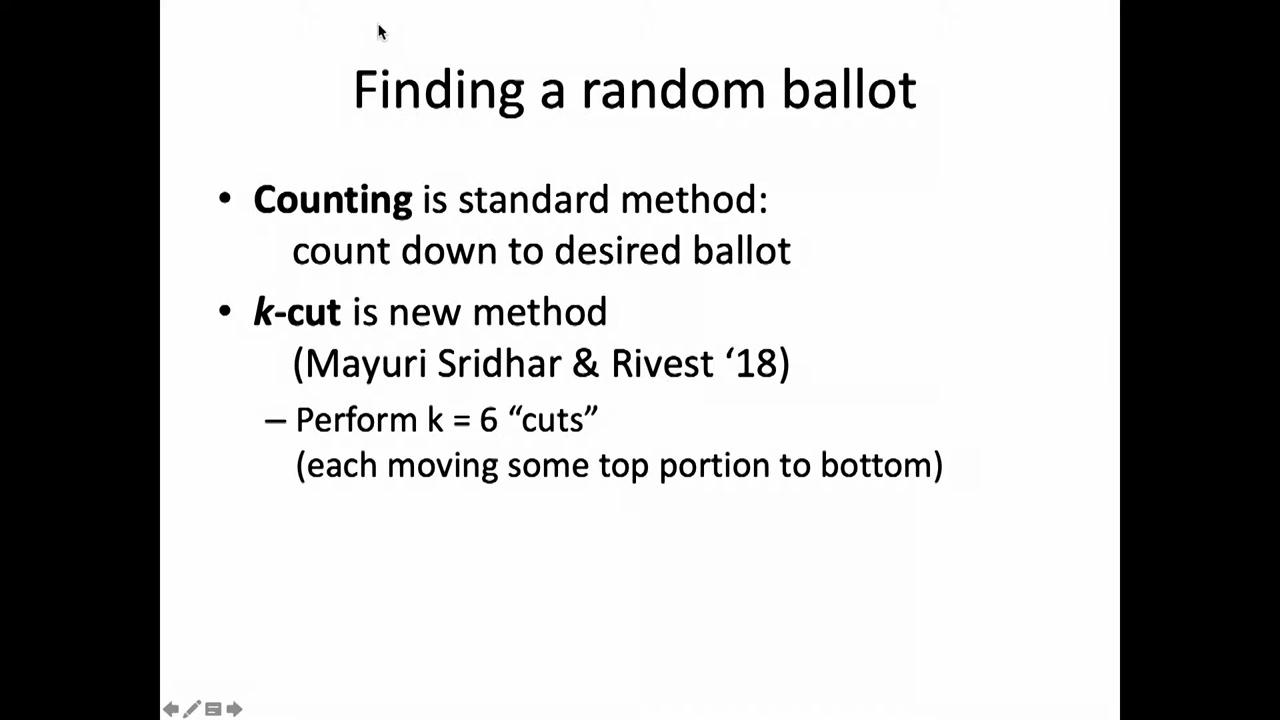 Finding a random ballot
• Counting is standard method:
count down to desired ballot
• k-cut is new method
(Mayuri Sridhar & Rivest ‘18)
– Perform k = 6 “cuts”
(each moving some top portion to bottom)